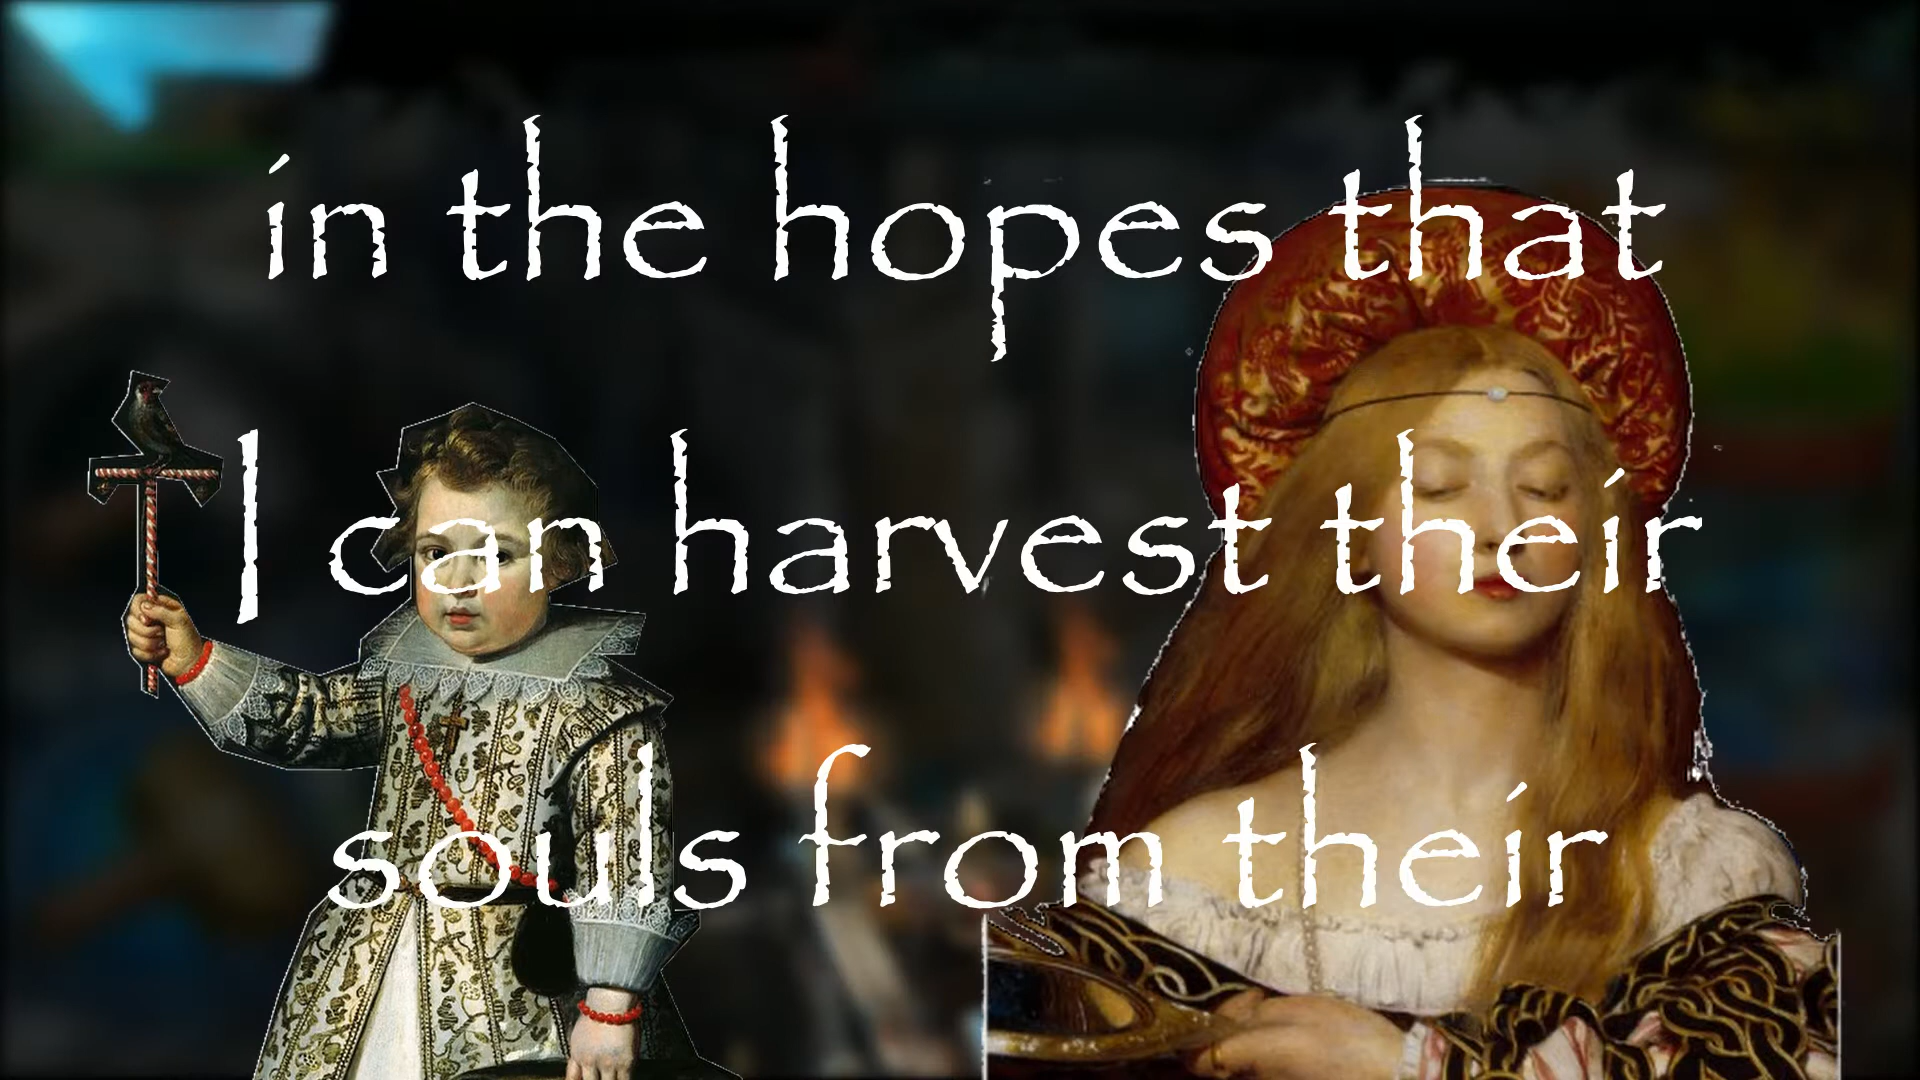 in the hopes that
I can harvest their
souls from their